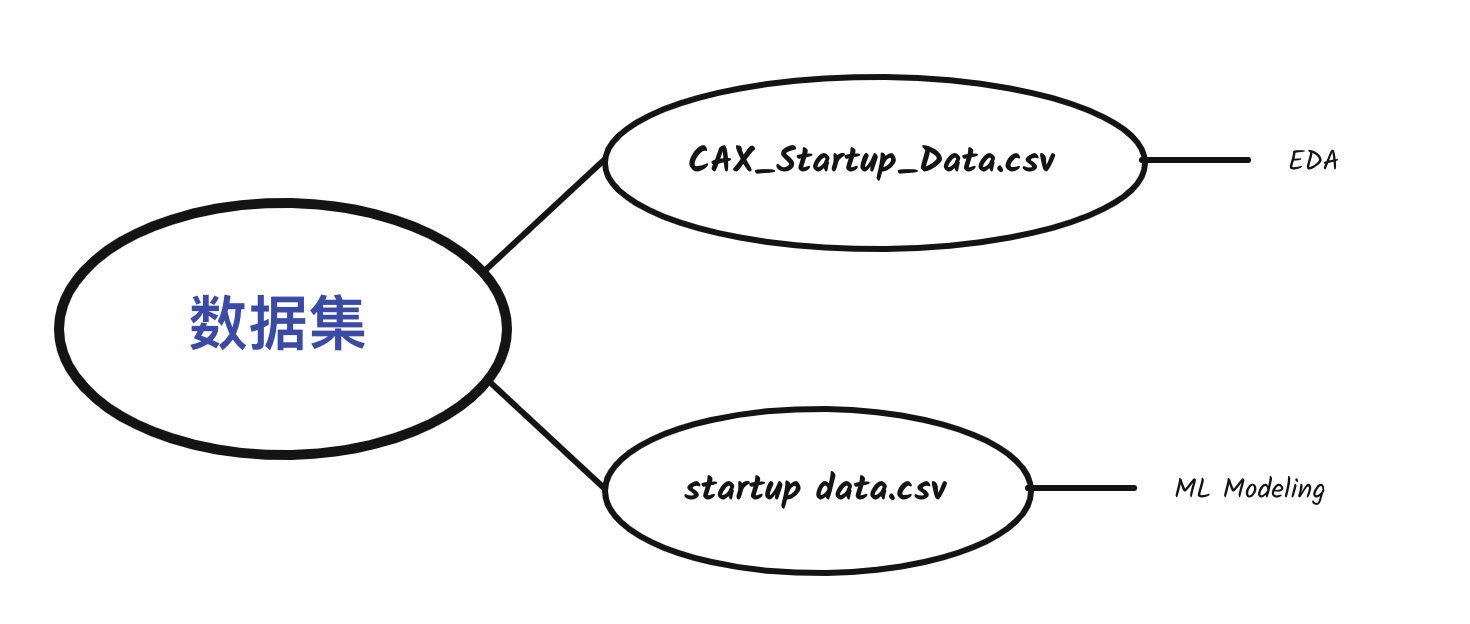 数据集
CAX_Startup_Data.csv
EDA
startup data.csv
ML Modeling